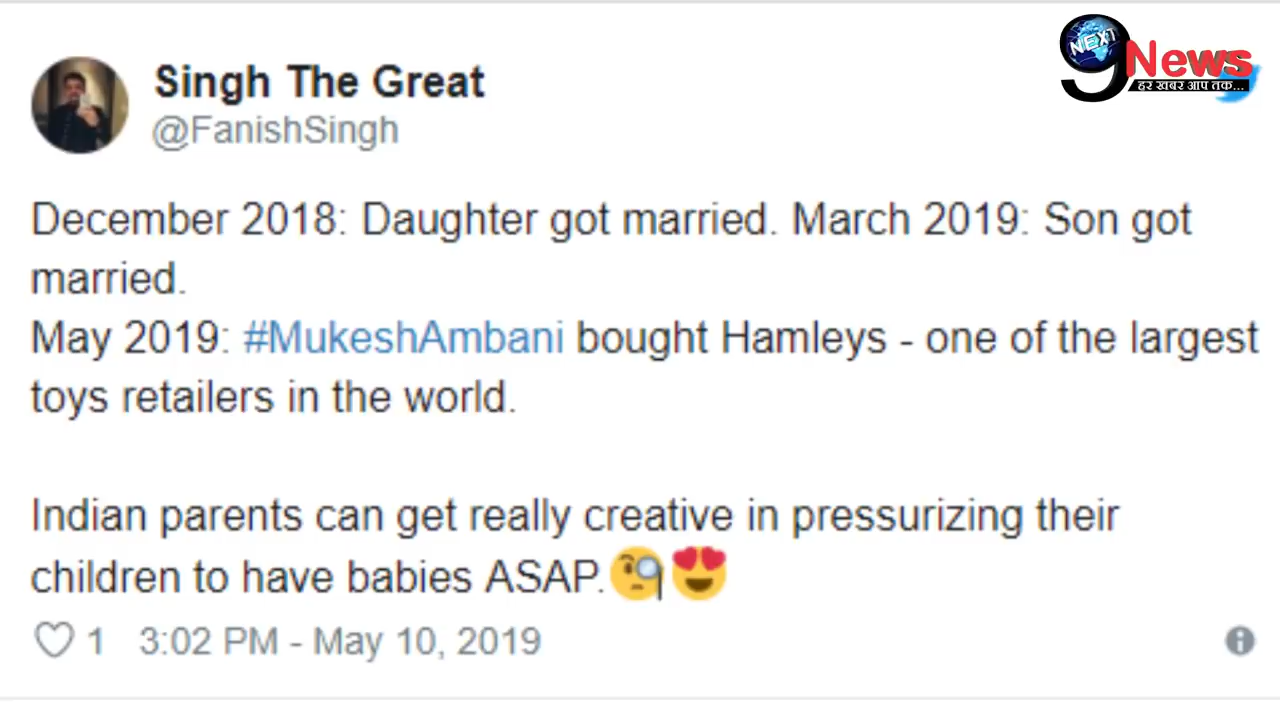 Singh The Great
@FanishSingh
NEXT
9 News
हर खबर आप तक...
December 2018: Daughter got married. March 2019: Son got
married.
May 2019: #MukeshAmbani bought Hamleys - one of the largest
toys retailers in the world.
Indian parents can get really creative in pressurizing their
children to have babies ASAP.🧐😍
1 3:02 PM - May 10, 2019